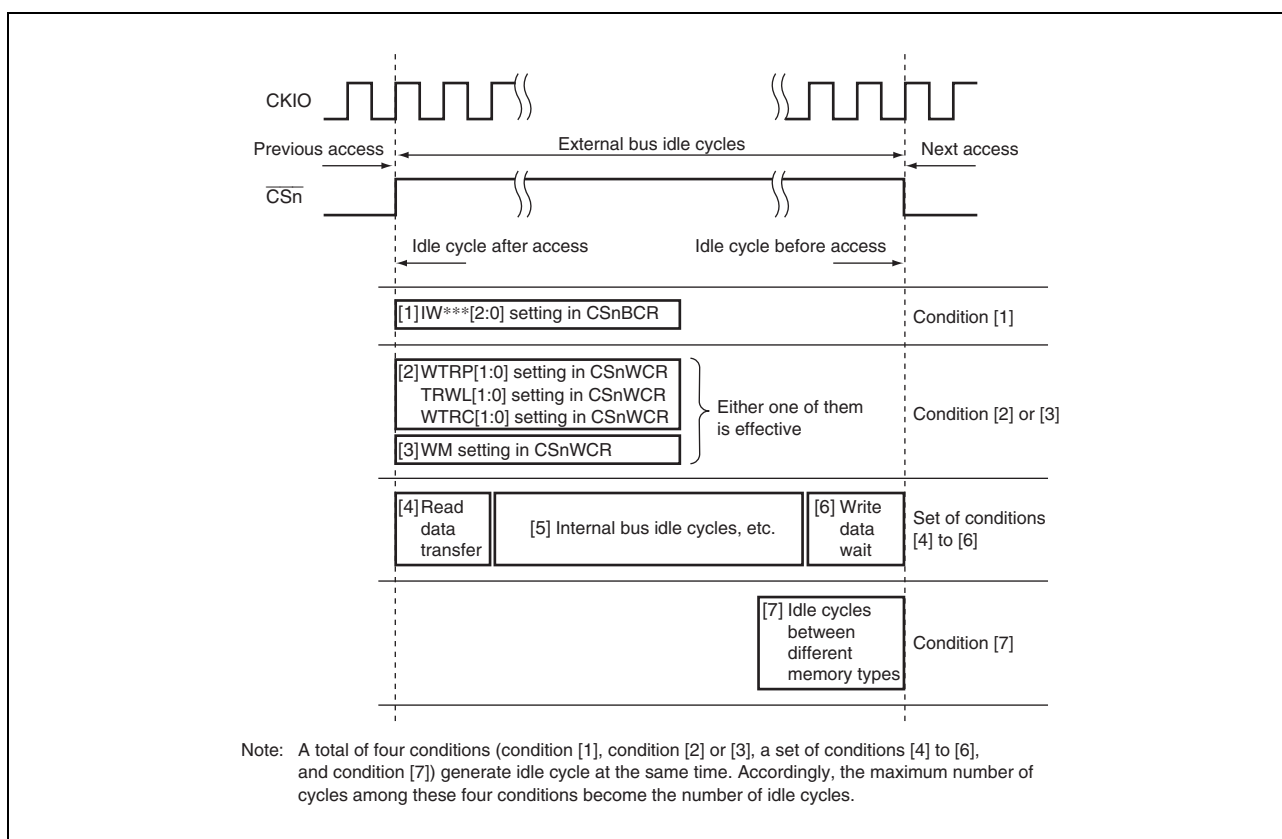 CKIO
Previous access
External bus idle cycles
Next access
CSn
Idle cycle after access
Idle cycle before access
[1] IW***[2:0] setting in CSnBCR
Condition [1]
[2] WTRP[1:0] setting in CSnWCR
TRWL[1:0] setting in CSnWCR
WTRC[1:0] setting in CSnWCR
Either one of them
is effective
Condition [2] or [3]
[3] WM setting in CSnWCR
[4] Read
data
transfer
[5] Internal bus idle cycles, etc.
[6] Write
data
wait
Set of conditions
[4] to [6]
[7] Idle cycles
between
different
memory types
Condition [7]
Note: A total of four conditions (condition [1], condition [2] or [3], a set of conditions [4] to [6],
and condition [7]) generate idle cycle at the same time. Accordingly, the maximum number of
cycles among these four conditions become the number of idle cycles.